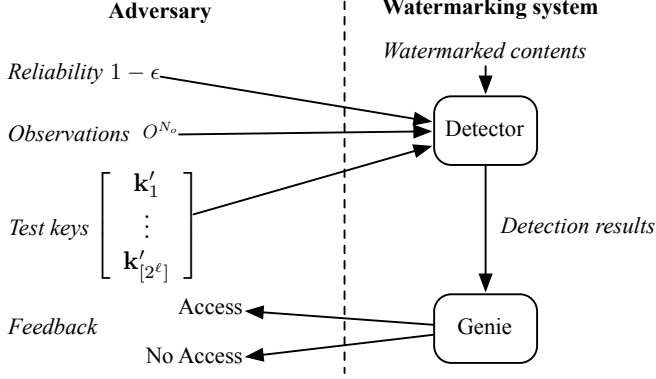 Adversary
Watermarking system
Watermarked contents
Reliability 1 − ϵ
Observations O^{N_o}
Detector
Test keys
k′_1
⋮
k′_{[2^ℓ]}
Detection results
Feedback
Access
No Access
Genie